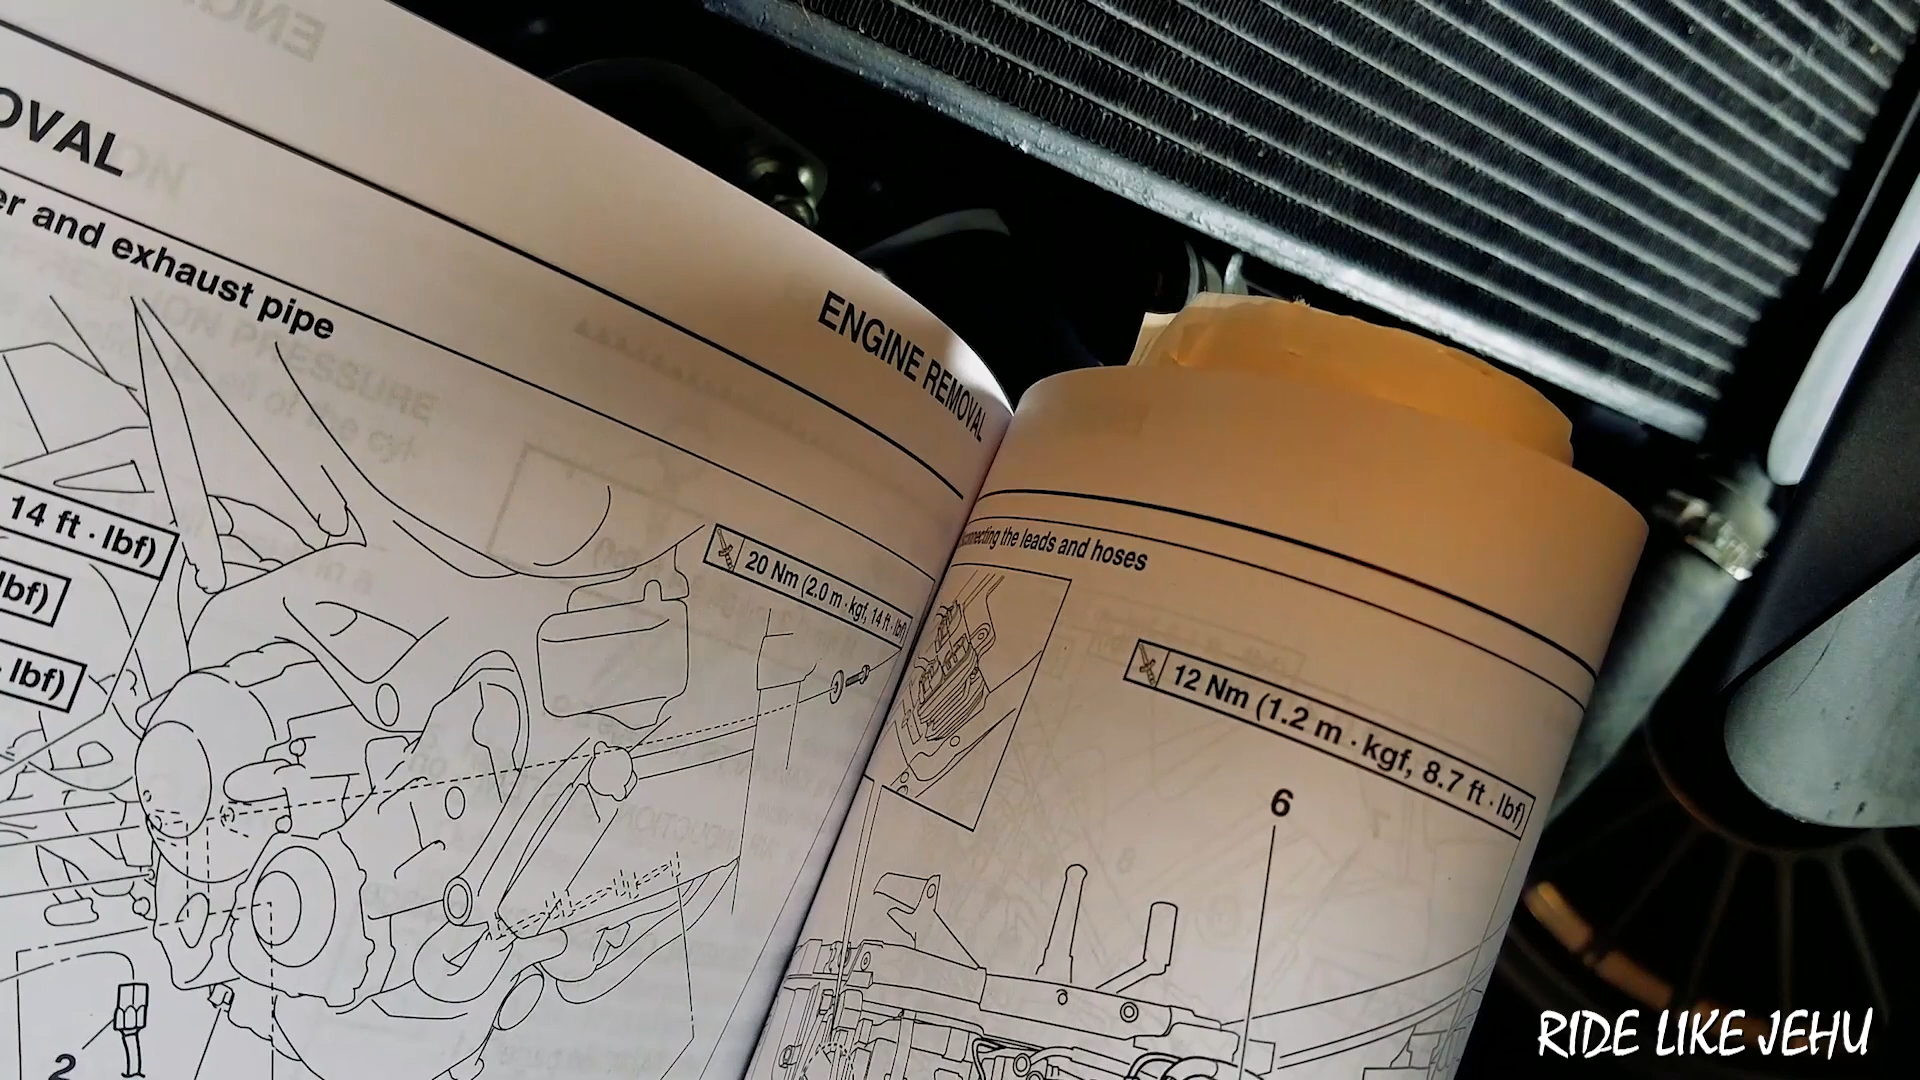 OVAL
er and exhaust pipe
ENGINE REMOVAL
14 ft · lbf)
lbf)
· lbf)
20 Nm (2.0 m · kgf, 14 ft · lbf)
2
connecting the leads and hoses
12 Nm (1.2 m · kgf, 8.7 ft · lbf)
6
RIDE LIKE JEHU